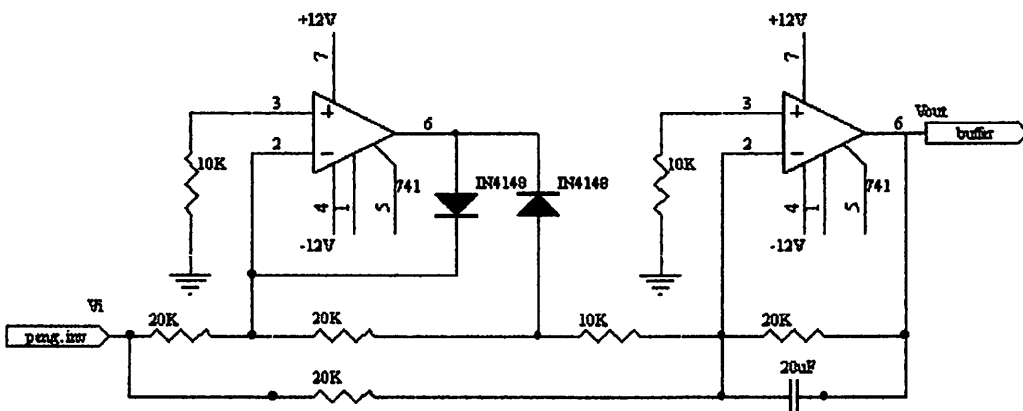 +12V
+12V
7
7
3
3
6
6
Vout
buffer
2
2
10K
10K
741
741
IN4148
IN4148
4
1
5
4
1
5
-12V
-12V
Vi
peng.inv
20K
20K
10K
20K
20K
20uF